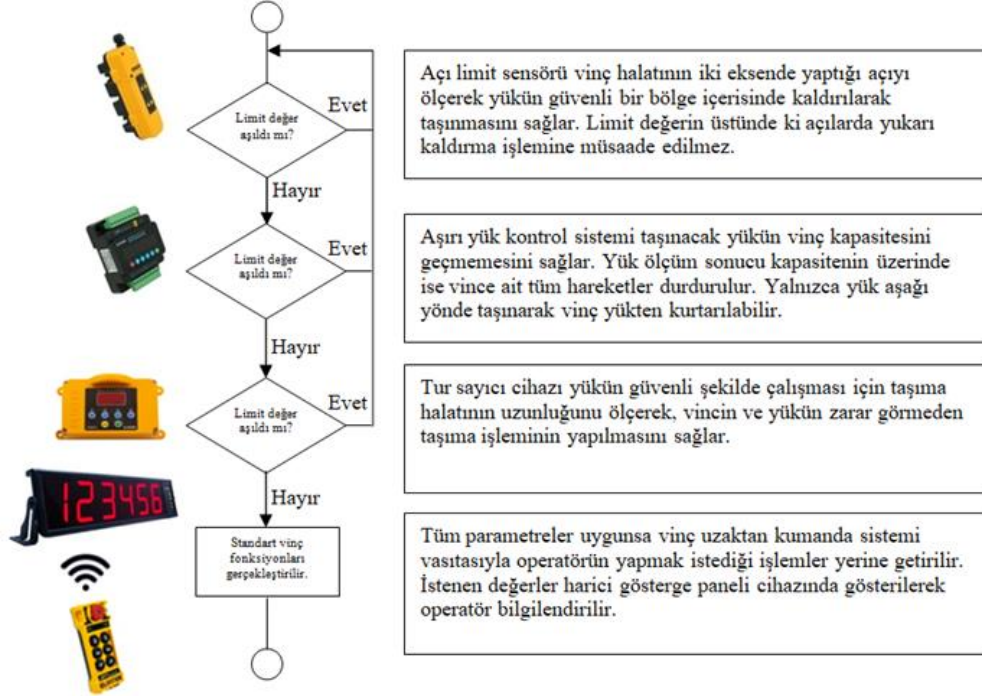 Limit değer
aşıldı mı?
Evet
Hayır
Açı limit sensörü vinç halatının iki eksende yaptığı açıyı
ölçerek yükün güvenli bir bölge içerisinde kaldırılarak
taşınmasını sağlar. Limit değerin üstünde ki açılarda yukarı
kaldırma işlemine müsaade edilmez.
Limit değer
aşıldı mı?
Evet
Hayır
Aşırı yük kontrol sistemi taşınacak yükün vinç kapasitesini
geçmemesini sağlar. Yük ölçüm sonucu kapasitenin üzerinde
ise vince ait tüm hareketler durdurulur. Yalnızca yük aşağı
yönde taşınarak vinç yükten kurtarılabilir.
Limit değer
aşıldı mı?
Evet
Hayır
Tur sayıcı cihazı yükün güvenli şekilde çalışması için taşıma
halatının uzunluğunu ölçerek, vincin ve yükün zarar görmeden
taşıma işleminin yapılmasını sağlar.
123456
Standart vinç
fonksiyonları
gerçekleştirilir.
Tüm parametreler uygunsa vinç uzaktan kumanda sistemi
vasıtasıyla operatörün yapmak istediği işlemler yerine getirilir.
İstenen değerler harici gösterge paneli cihazında gösterilerek
operatör bilgilendirilir.